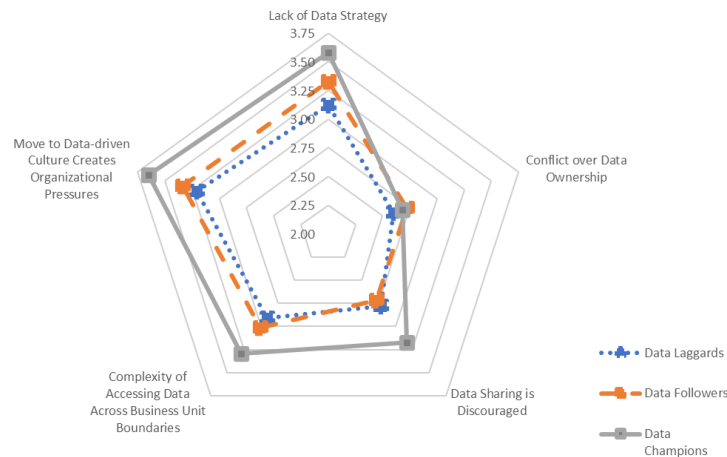 Lack of Data Strategy
3.75
3.50
3.25
3.00
2.75
2.50
2.25
2.00
Move to Data-driven
Culture Creates
Organizational
Pressures
Conflict over Data
Ownership
Complexity of
Accessing Data
Across Business Unit
Boundaries
Data Sharing is
Discouraged
Data Laggards
Data Followers
Data
Champions